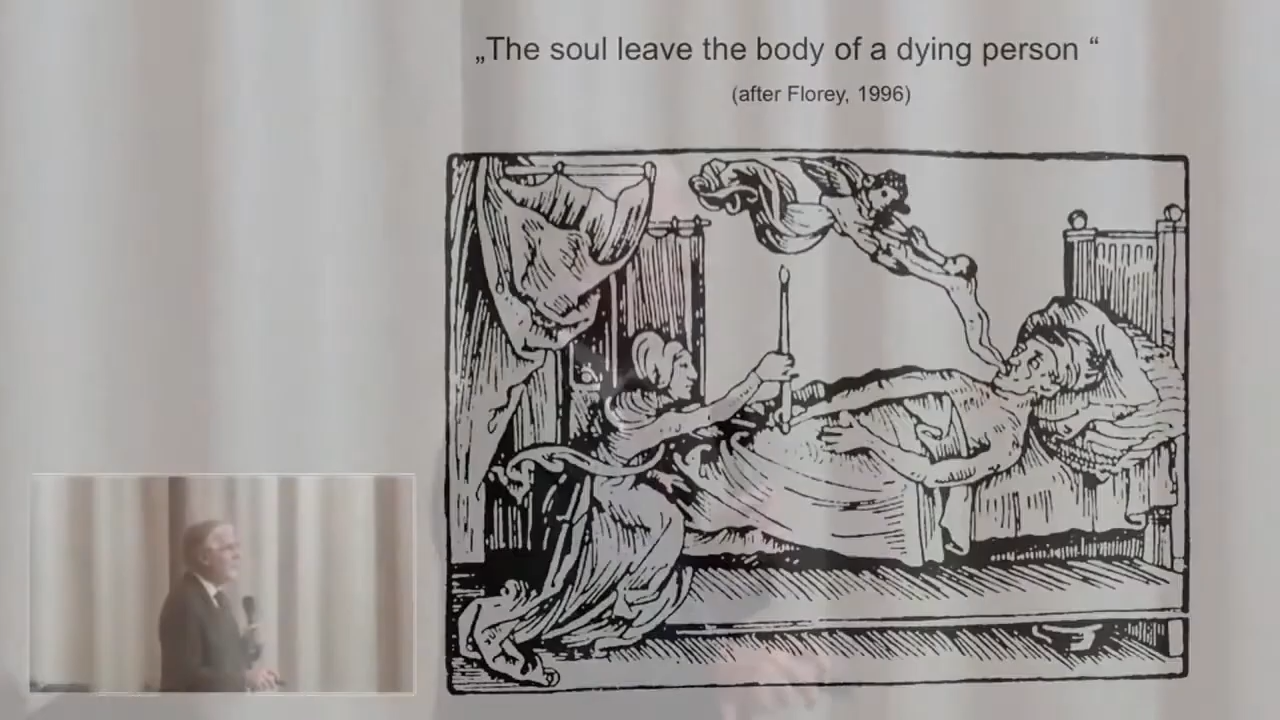 „The soul leave the body of a dying person “
(after Florey, 1996)